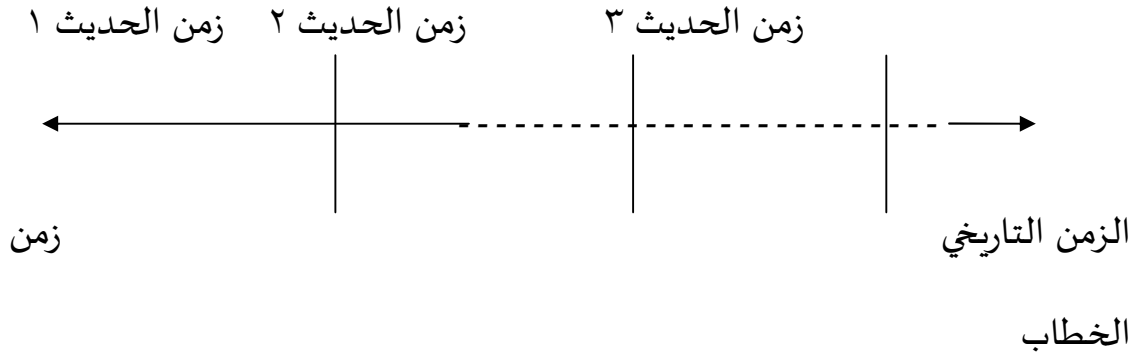 زمن الحديث ٣ زمن الحديث ٢ زمن الحديث ١
الزمن التاريخي زمن
الخطاب